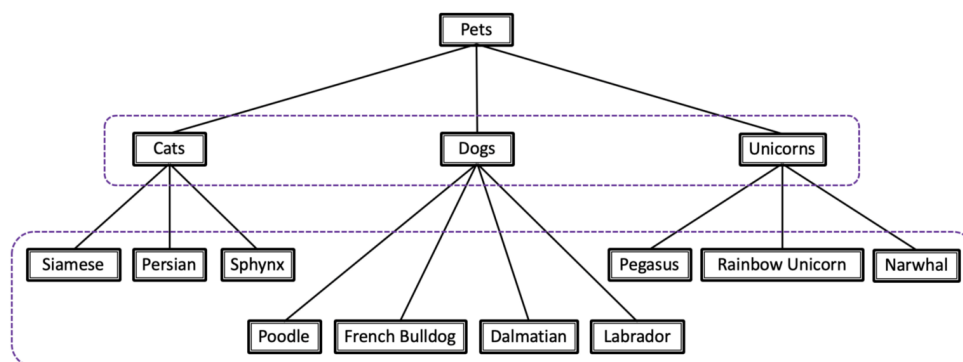 Pets
Cats
Dogs
Unicorns
Siamese
Persian
Sphynx
Pegasus
Rainbow Unicorn
Narwhal
Poodle
French Bulldog
Dalmatian
Labrador